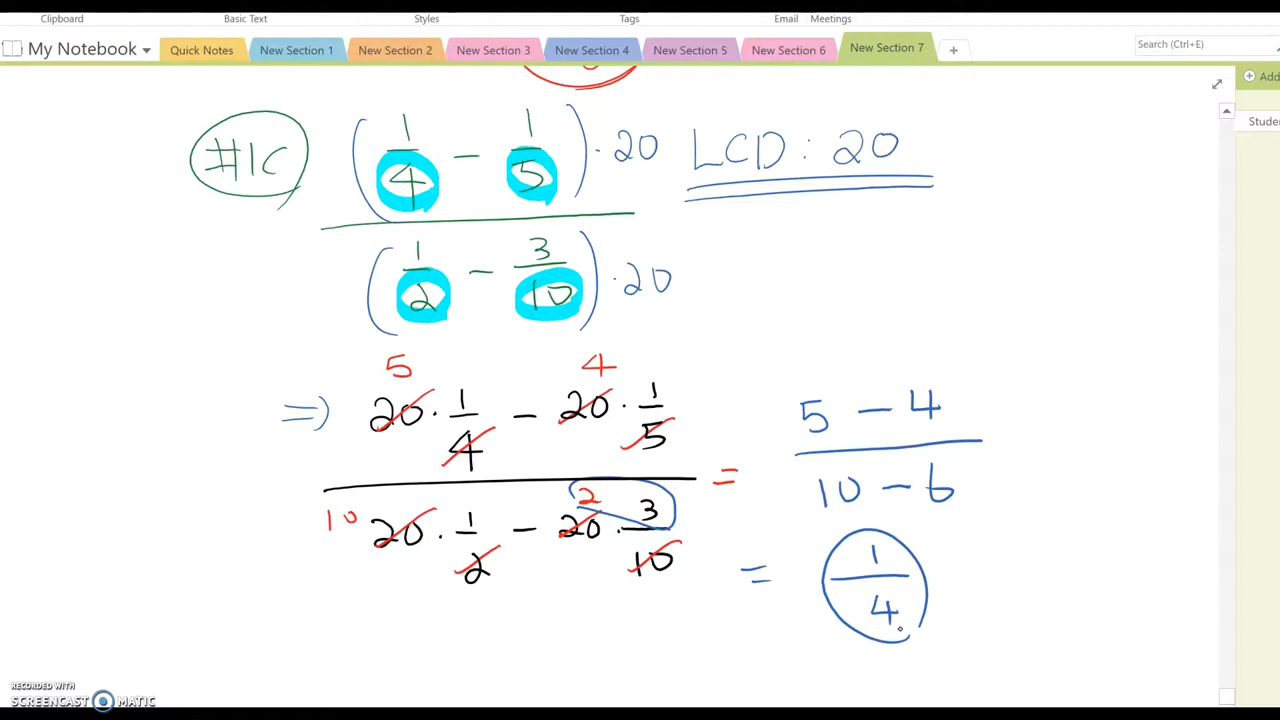 Clipboard Basic Text Styles Tags Email Meetings
My Notebook Quick Notes New Section 1 New Section 2 New Section 3 New Section 4 New Section 5 New Section 6 New Section 7 + Search (Ctrl+E)
Add
Studen
#1C
(1/4 - 1/5) · 20 LCD : 20
(1/2 - 3/10) · 20
5 4
⇒ 20 · 1/4 - 20 · 1/5
10 20 · 1/2 - 2 20 · 3/10
= 5 - 4
10 - 6
= 1/4
RECORDED WITH
SCREENCAST MATIC